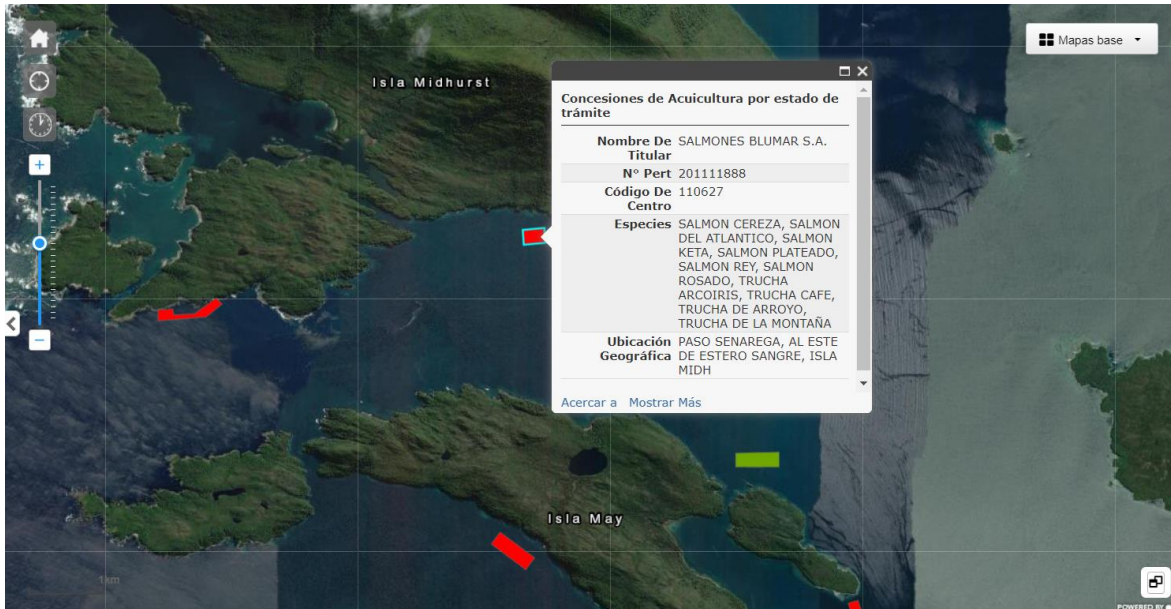 Isla Midhurst
Mapas base
Concesiones de Acuicultura por estado de
trámite
Nombre De SALMONES BLUMAR S.A.
Titular
N° Pert 201111888
Código De 110627
Centro
Especies SALMON CEREZA, SALMON
DEL ATLANTICO, SALMON
KETA, SALMON PLATEADO,
SALMON REY, SALMON
ROSADO, TRUCHA
ARCOIRIS, TRUCHA CAFE,
TRUCHA DE ARROYO,
TRUCHA DE LA MONTAÑA
Ubicación PASO SENAREGA, AL ESTE
Geográfica DE ESTERO SANGRE, ISLA
MIDH
Acercar a Mostrar Más
Isla May
1km
POWERED BY